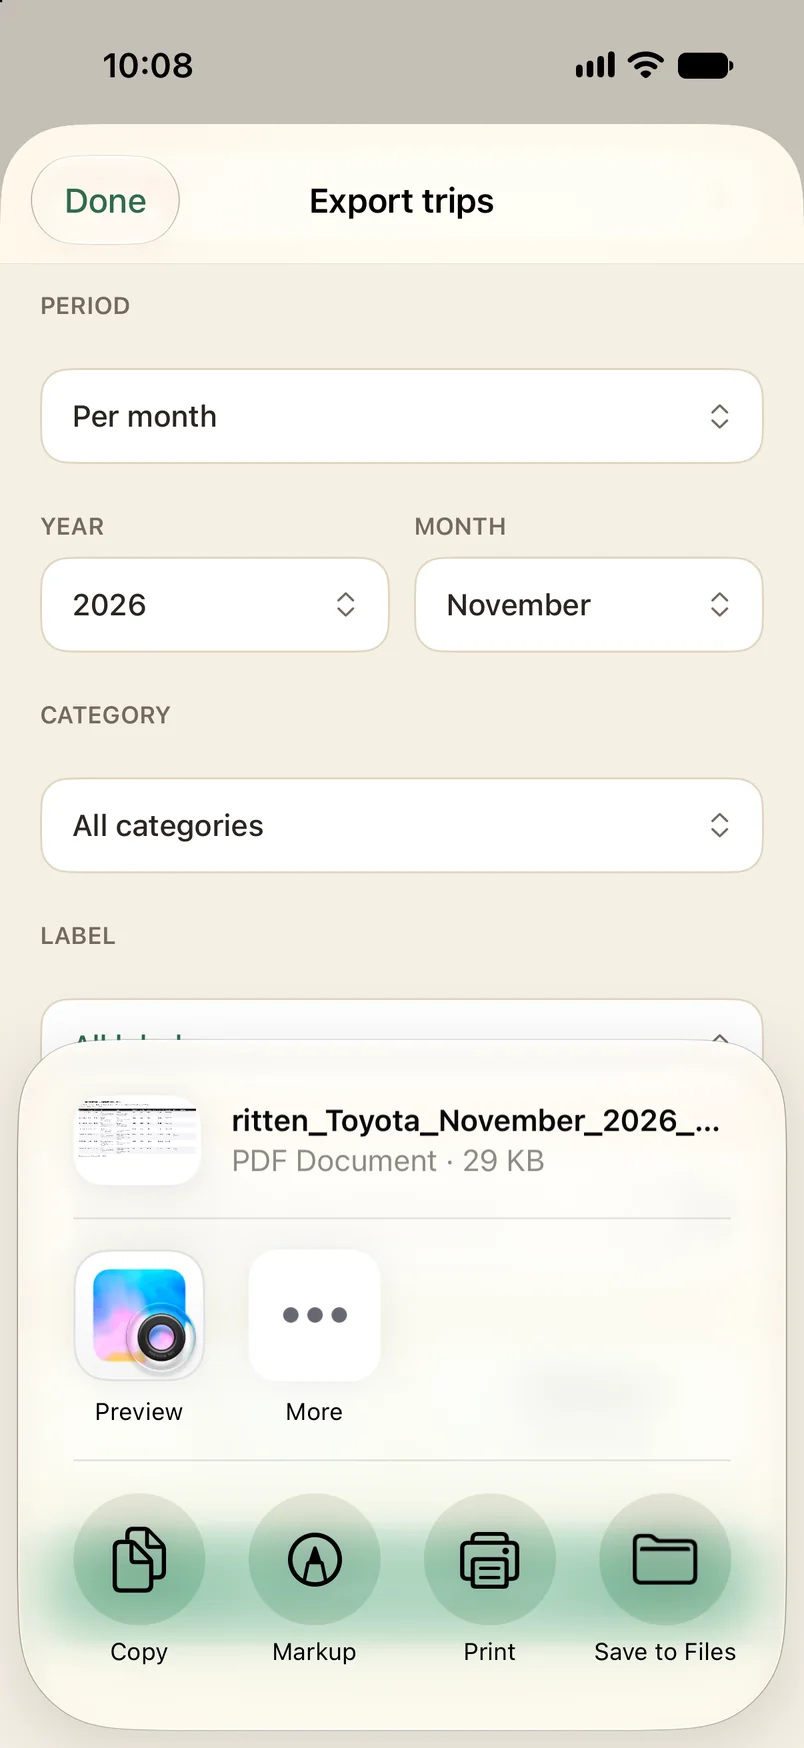 10:08
Done
Export trips
PERIOD
Per month
YEAR
MONTH
2026
November
CATEGORY
All categories
LABEL
ritten_Toyota_November_2026_...
PDF Document · 29 KB
Preview
More
Copy
Markup
Print
Save to Files